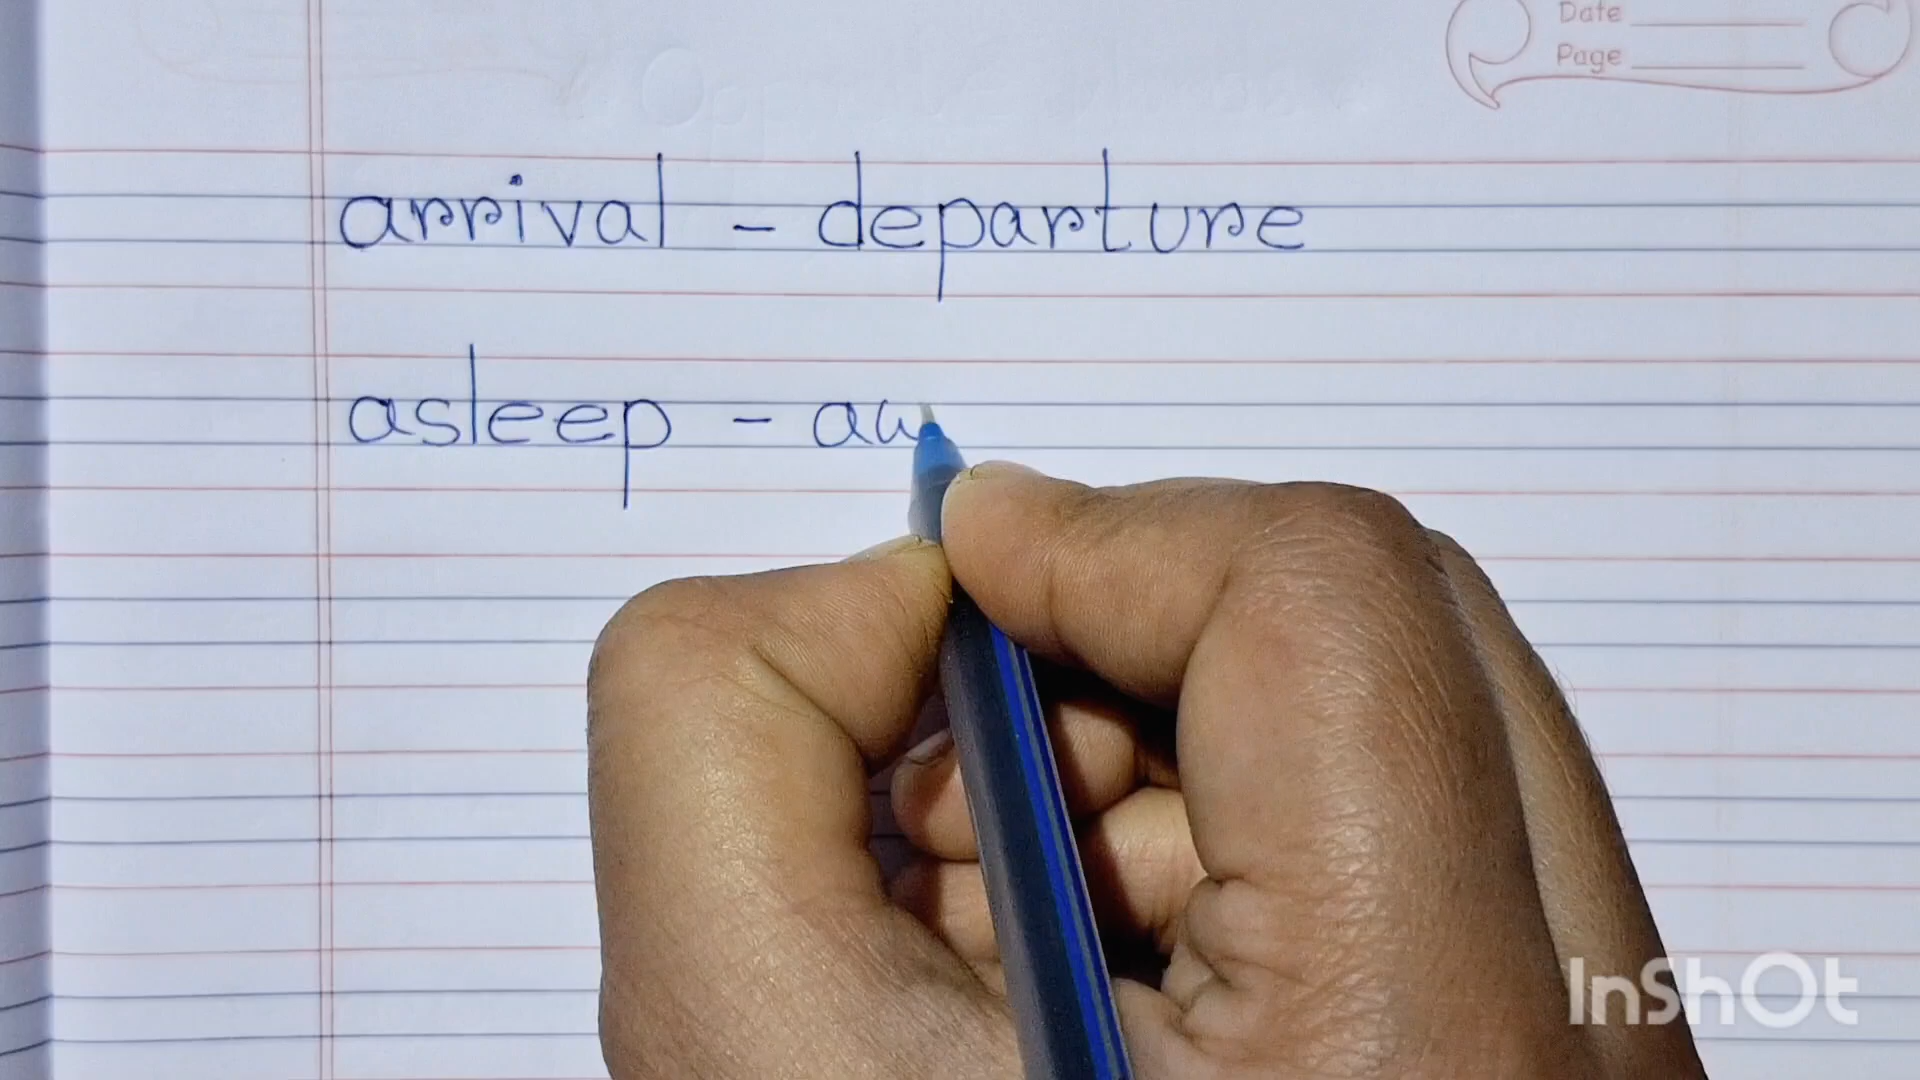 Date
Page
arrival - departure
asleep - aw
InShOt